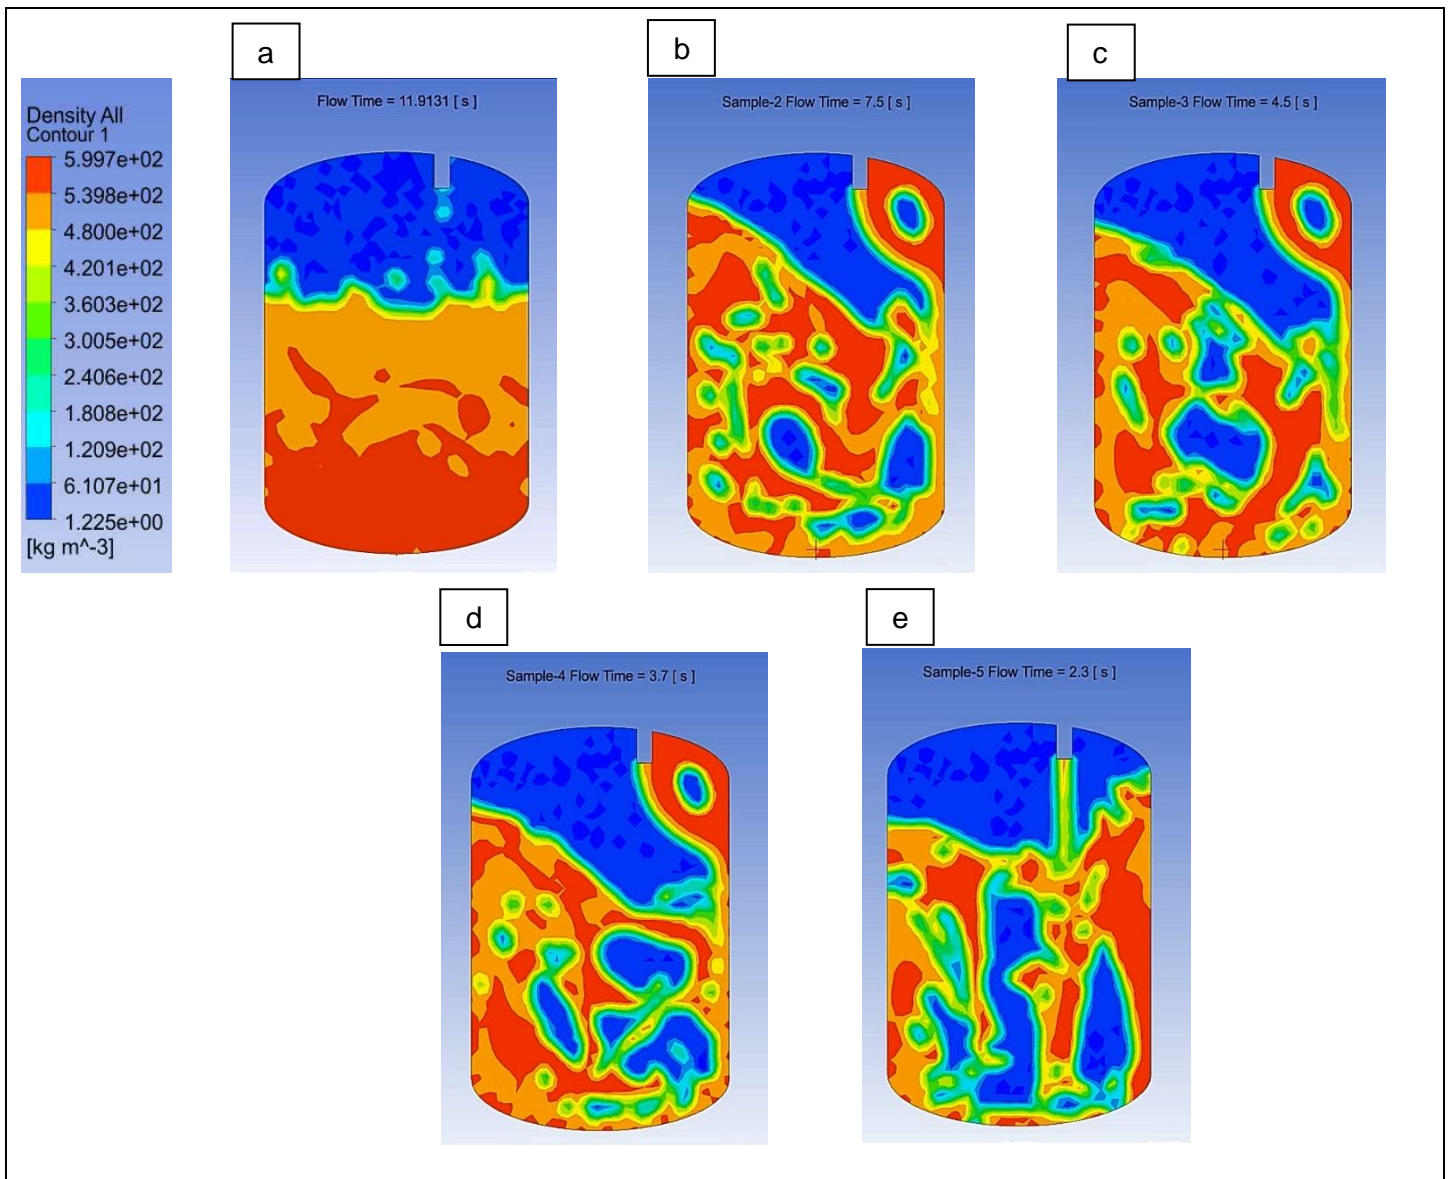 a
b
c
Density All
Contour 1
5.997e+02
5.398e+02
4.800e+02
4.201e+02
3.603e+02
3.005e+02
2.406e+02
1.808e+02
1.209e+02
6.107e+01
1.225e+00
[kg m^-3]
Flow Time = 11.9131 [ s ]
Sample-2 Flow Time = 7.5 [ s ]
Sample-3 Flow Time = 4.5 [ s ]
d
e
Sample-4 Flow Time = 3.7 [ s ]
Sample-5 Flow Time = 2.3 [ s ]